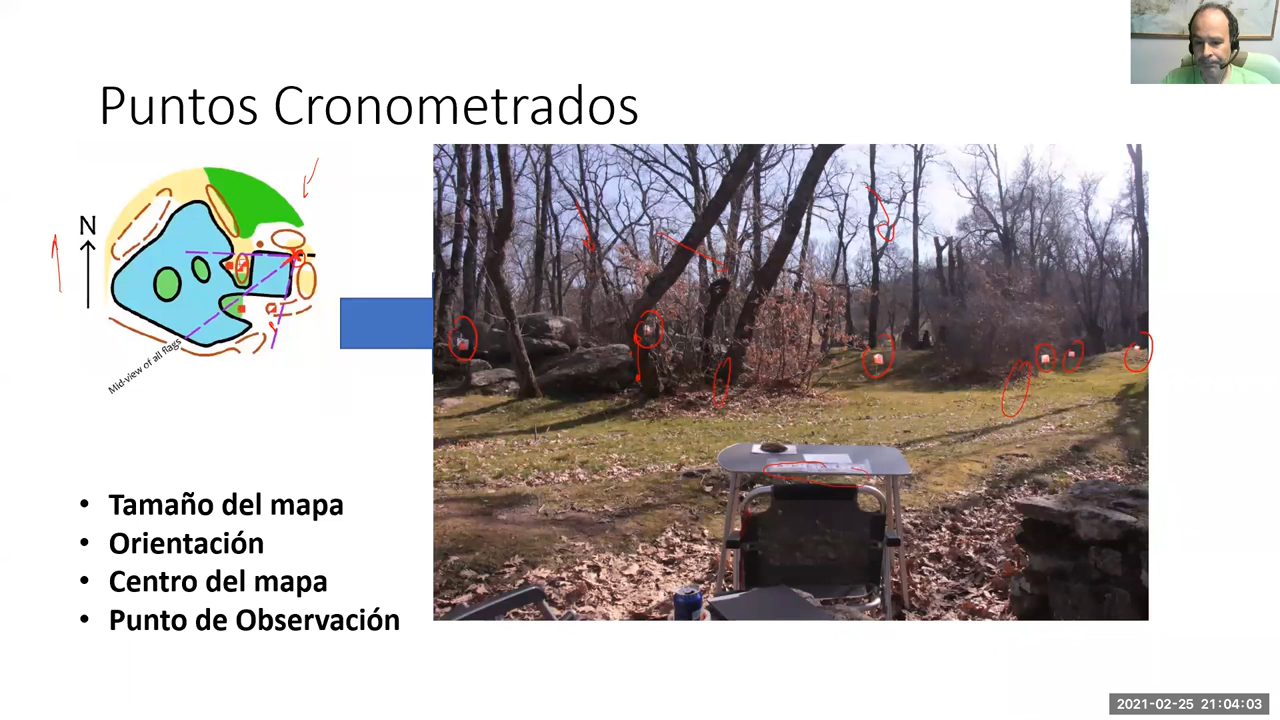 Puntos Cronometrados
N
Mid-view of all flags
• Tamaño del mapa
• Orientación
• Centro del mapa
• Punto de Observación
2021-02-25 21:04:03